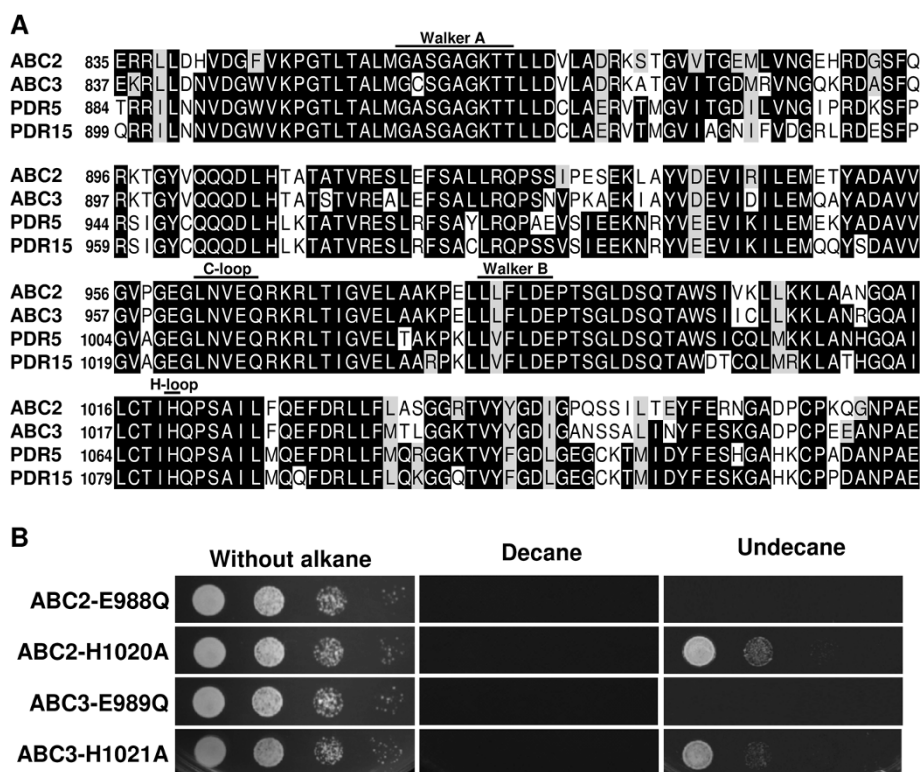 A
Walker A
ABC2 835 ERRLLDHVDGFVKPGTLTALMGASGAGKTTLLDVLADRKSTGVVTGEMLVNGEHRDGSFQ
ABC3 837 EKRLLDNVDGWVKPGTLTALMGCSGAGKTTLLDVLADRKATGVITGDMRVNGQKRDASFQ
PDR5 884 TRRILNNVDGWVKPGTLTALMGASGAGKTTLLDCLAERVTMGVITGDILVNGIPRDKSFP
PDR15 899 QRRILNNVDGWVKPGTLTALMGASGAGKTTLLDCLAERVTMGVIAGNIFVDGRLRDESFP
ABC2 896 RKTGYVQQQDLHTATATVRESLEFSALLRQPSSIPESEKLAYVDEVIRILEMETYADAVV
ABC3 897 RKTGYVQQQDLHTATSTVREALEFSALLRQPSNVPKAEKIAYVDEVIDILEMQAYADAVV
PDR5 944 RSIGYCQQQDLHLKTATVRESLRFSAYLRQPAEVSIEEKNRYVEEVIKILEMEKYADAVV
PDR15 959 RSIGYCQQQDLHLKTATVRESLRFSACLRQPSSVSIEEKNRYVEEVIKILEMQQYSDAVV
C-loop Walker B
ABC2 956 GVPGEGLNVEQRKRLTIGVELAAKPELLLFLDEPTSGLDSQTAWSIVKLLKKLAANGQAI
ABC3 957 GVPGEGLNVEQRKRLTIGVELAAKPELLLFLDEPTSGLDSQTAWSIICLLKKLANRGQAI
PDR5 1004 GVAGEGLNVEQRKRLTIGVELTAKPKLLVFLDEPTSGLDSQTAWSICQLMKKLANHGQAI
PDR15 1019 GVAGEGLNVEQRKRLTIGVELAARPKLLVFLDEPTSGLDSQTAWDTCQLMRKLATHGQAI
H-loop
ABC2 1016 LCTIHQPSAILFQEFDRLLFLASGGRTVYYGDIGPQSSILTEYFERNGADPCPKQGNPAE
ABC3 1017 LCTIHQPSAILFQEFDRLLFMTLGGKTVYYGDIGANSSALINYFESKGADPCPEEANPAE
PDR5 1064 LCTIHQPSAILMQEFDRLLFMQRGGKTVYFGDLGEGCKTMIDYFESHGAHKCPADANPAE
PDR15 1079 LCTIHQPSAILMQQFDRLLFLQKGGQTVYFGDLGEGCKTMIDYFESKGAHKCPPDANPAE
B
Without alkane Decane Undecane
ABC2-E988Q
ABC2-H1020A
ABC3-E989Q
ABC3-H1021A